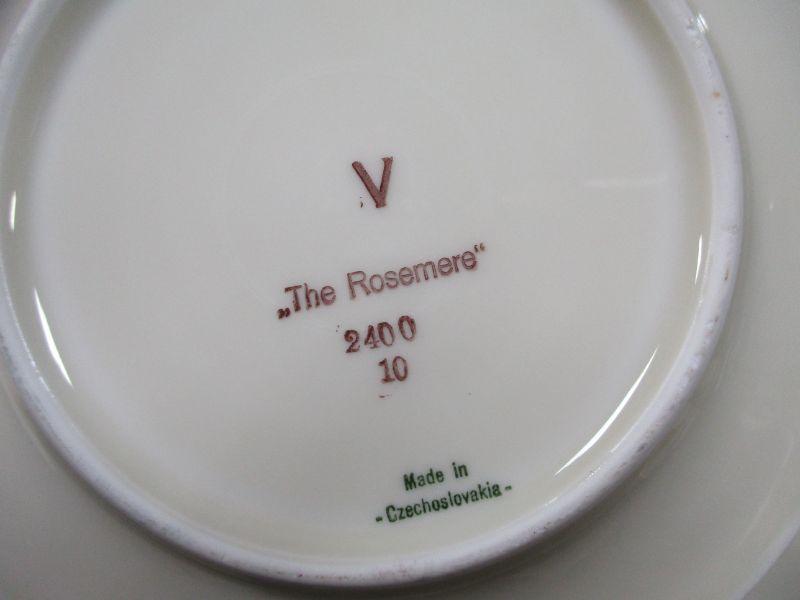 V
„The Rosemere“
2400
10
Made in
-Czechoslovakia-